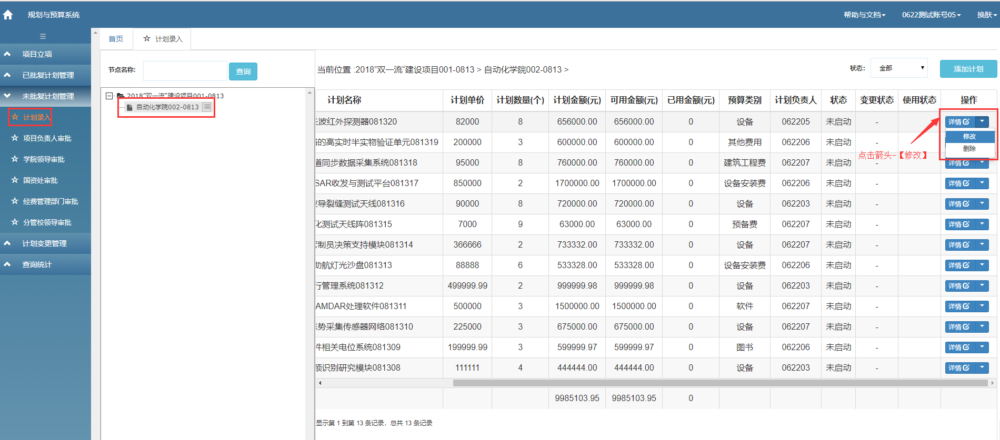 规划与预算系统 帮助与文档 0622测试账号05 换肤
首页 计划录入
项目立项
已批复计划管理
未批复计划管理
计划录入
项目负责人审批
学院领导审批
国资处审批
经费管理部门审批
分管校领导审批
计划变更管理
查询统计
节点名称: 查询
2018“双一流“建设项目001-0813
自动化学院002-0813
当前位置 :2018”双一流“建设项目001-0813 > 自动化学院002-0813 >
状态: 全部 添加计划
计划名称 计划单价 计划数量(个) 计划金额(元) 可用金额(元) 已用金额(元) 预算类别 计划负责人 状态 变更状态 使用状态 操作
波红外探测器081320 82000 8 656000.00 656000.00 0 设备 062205 未启动 - 详情
修改
删除
点击箭头-【修改】
的高实时半实物验证单元081319 200000 3 600000.00 600000.00 0 其他费用 062206 未启动 -
道同步数据采集系统081318 95000 8 760000.00 760000.00 0 建筑工程费 062207 未启动 - 详情
SAR收发与测试平台081317 850000 2 1700000.00 1700000.00 0 设备安装费 062206 未启动 - 详情
导裂缝测试天线081316 90000 8 720000.00 720000.00 0 设备 062203 未启动 - 详情
化测试天线阵081315 7000 9 63000.00 63000.00 0 预备费 062207 未启动 - 详情
制员决策支持模块081314 366666 2 733332.00 733332.00 0 设备 062207 未启动 - 详情
助航灯光沙盘081313 88888 6 533328.00 533328.00 0 设备安装费 062206 未启动 - 详情
行管理系统081312 499999.99 2 999999.98 999999.98 0 设备 062203 未启动 - 详情
AMDAR处理软件081311 500000 3 1500000.00 1500000.00 0 软件 062207 未启动 - 详情
势采集传感器网络081310 225000 3 675000.00 675000.00 0 设备 062207 未启动 - 详情
件相关电位系统081309 199999.99 3 599999.97 599999.97 0 图书 062206 未启动 - 详情
频识别研究模块081308 111111 4 444444.00 444444.00 0 设备 062203 未启动 - 详情
9985103.95 9985103.95 0
显示第 1 到第 13 条记录，总共 13 条记录